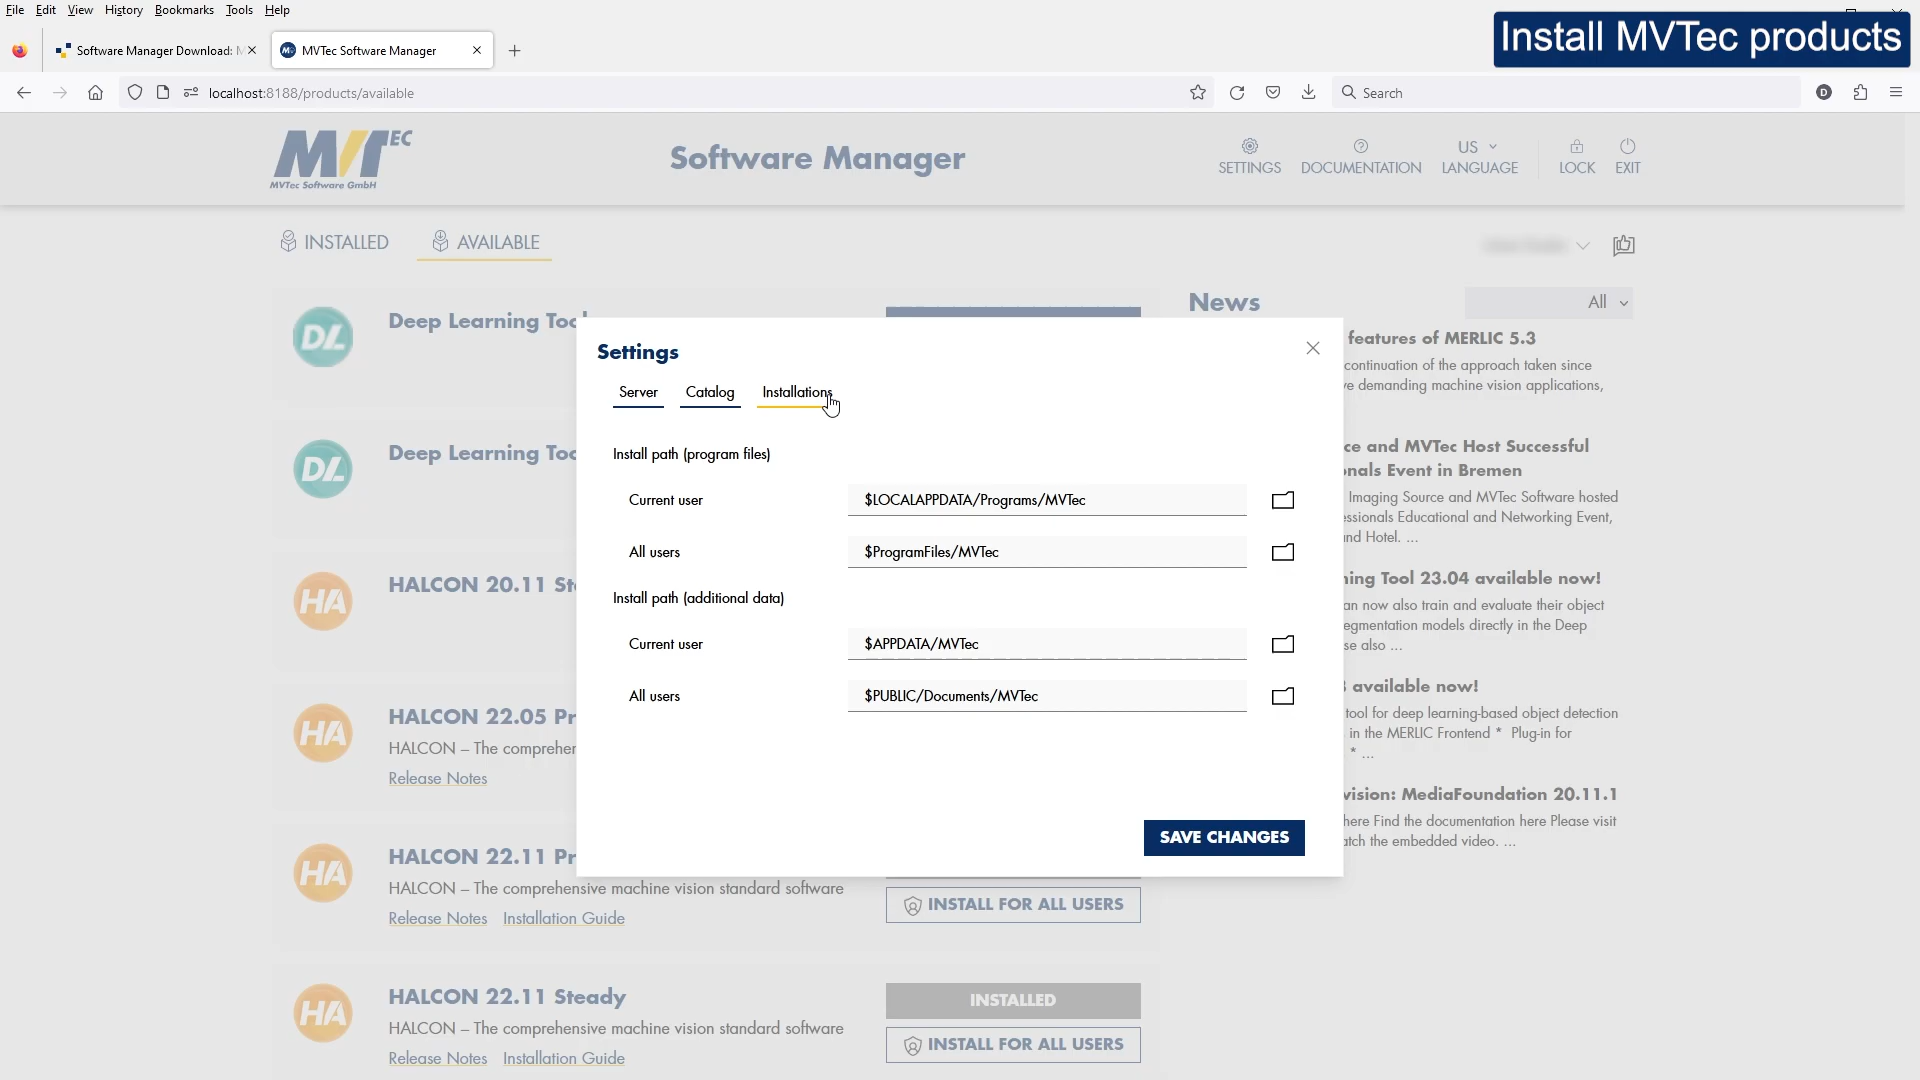 File Edit View History Bookmarks Tools Help
Install MVTec products
Software Manager Download: M
MVTec Software Manager
localhost:8188/products/available
Search
D
MVTEC
MVTec Software GmbH
Software Manager
SETTINGS
DOCUMENTATION
US
LANGUAGE
LOCK
EXIT
INSTALLED
AVAILABLE
DL
Deep Learning Tool
News
All
features of MERLIC 5.3
continuation of the approach taken since
ve demanding machine vision applications,
Settings
Server
Catalog
Installations
Install path (program files)
Current user
$LOCALAPPDATA/Programs/MVTec
All users
$ProgramFiles/MVTec
Install path (additional data)
Current user
$APPDATA/MVTec
All users
$PUBLIC/Documents/MVTec
SAVE CHANGES
DL
Deep Learning Too
ce and MVTec Host Successful
onals Event in Bremen
Imaging Source and MVTec Software hosted
essionals Educational and Networking Event,
and Hotel. ...
HA
HALCON 20.11 Ste
ning Tool 23.04 available now!
an now also train and evaluate their object
egmentation models directly in the Deep
se also ...
HA
HALCON 22.05 Pr
HALCON – The comprehen
Release Notes
3 available now!
tool for deep learning-based object detection
in the MERLIC Frontend * Plug-in for
* ...
vision: MediaFoundation 20.11.1
here Find the documentation here Please visit
atch the embedded video. ...
HA
HALCON 22.11 Pr
HALCON – The comprehensive machine vision standard software
Release Notes Installation Guide
INSTALL FOR ALL USERS
HA
HALCON 22.11 Steady
HALCON – The comprehensive machine vision standard software
Release Notes Installation Guide
INSTALLED
INSTALL FOR ALL USERS